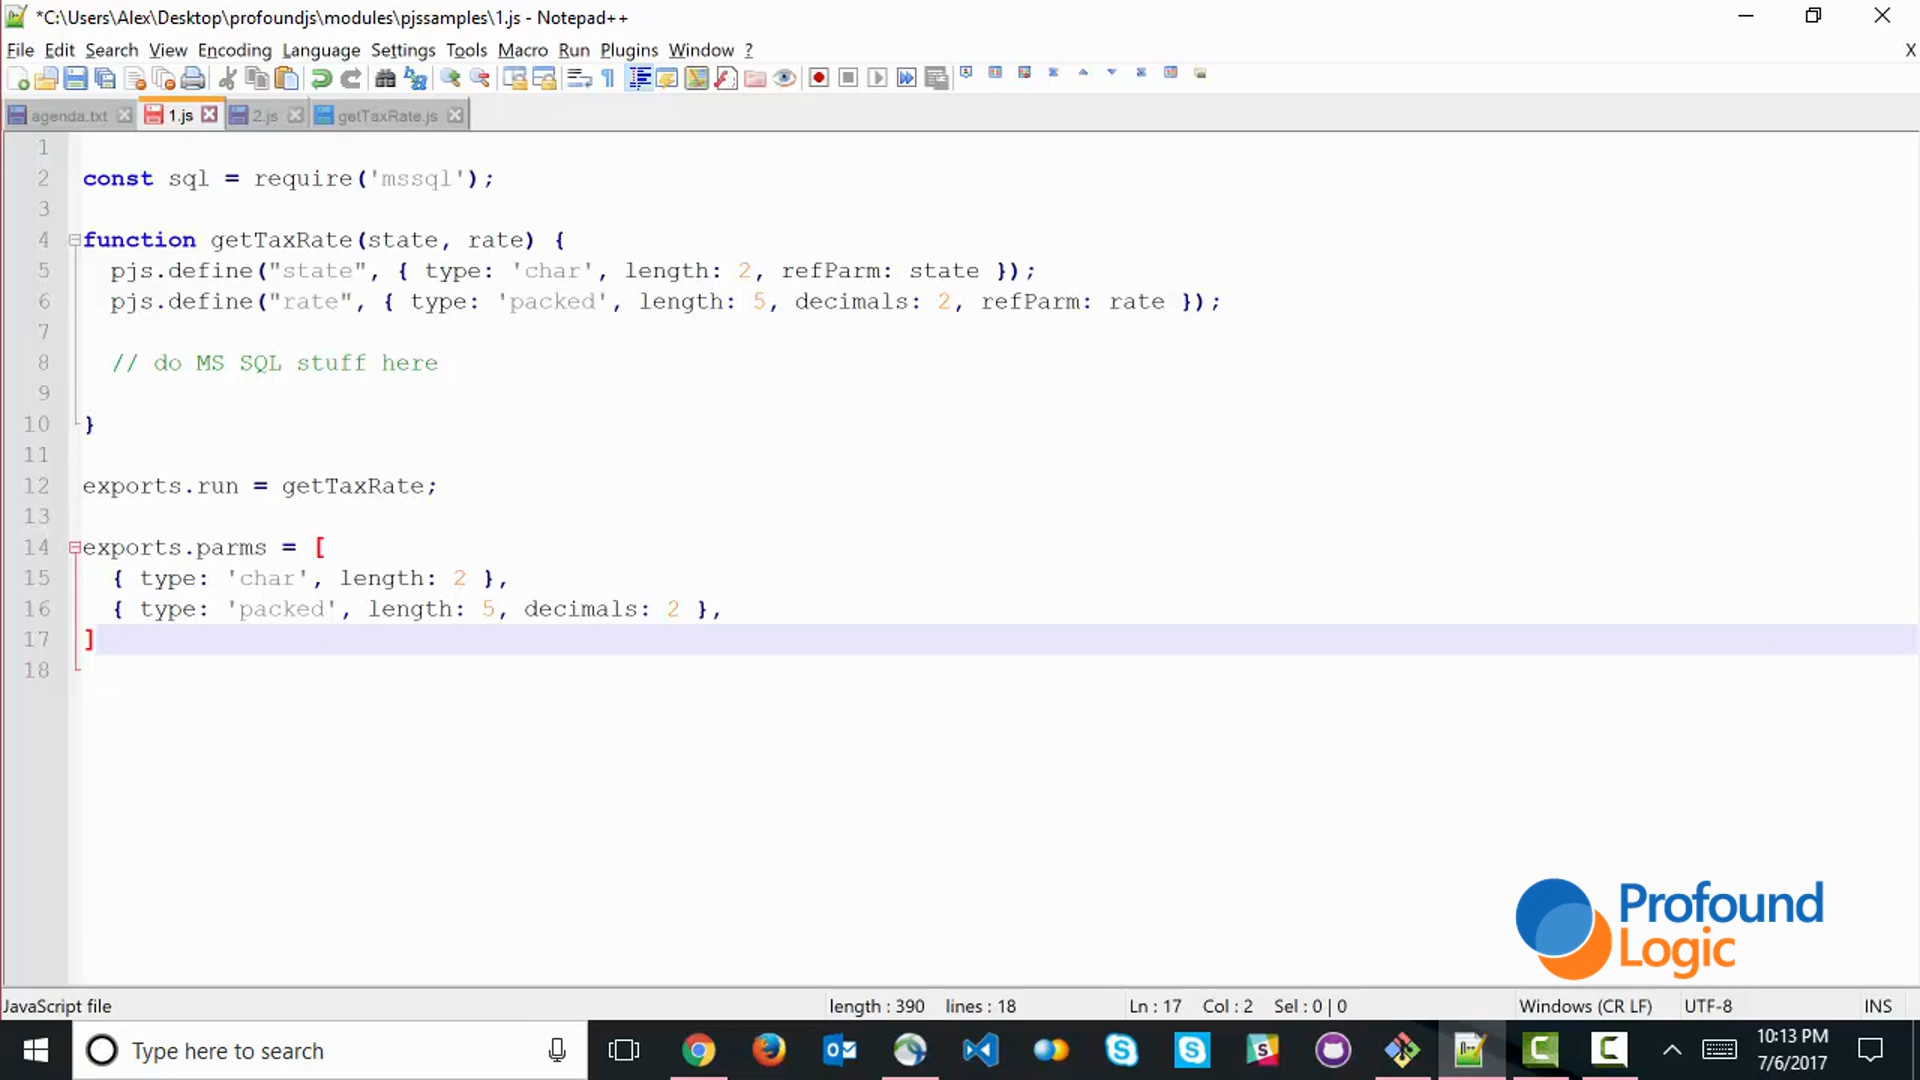 *C:\Users\Alex\Desktop\profoundjs\modules\pjssamples\1.js - Notepad++
File Edit Search View Encoding Language Settings Tools Macro Run Plugins Window ? X
agenda.txt 1.js 2.js getTaxRate.js
1
2 const sql = require('mssql');
3
4 function getTaxRate(state, rate) {
5 pjs.define("state", { type: 'char', length: 2, refParm: state });
6 pjs.define("rate", { type: 'packed', length: 5, decimals: 2, refParm: rate });
7
8 // do MS SQL stuff here
9
10 }
11
12 exports.run = getTaxRate;
13
14 exports.parms = [
15 { type: 'char', length: 2 },
16 { type: 'packed', length: 5, decimals: 2 },
17 ]
18
Profound
Logic
JavaScript file length : 390 lines : 18 Ln : 17 Col : 2 Sel : 0 | 0 Windows (CR LF) UTF-8 INS
Type here to search
10:13 PM
7/6/2017